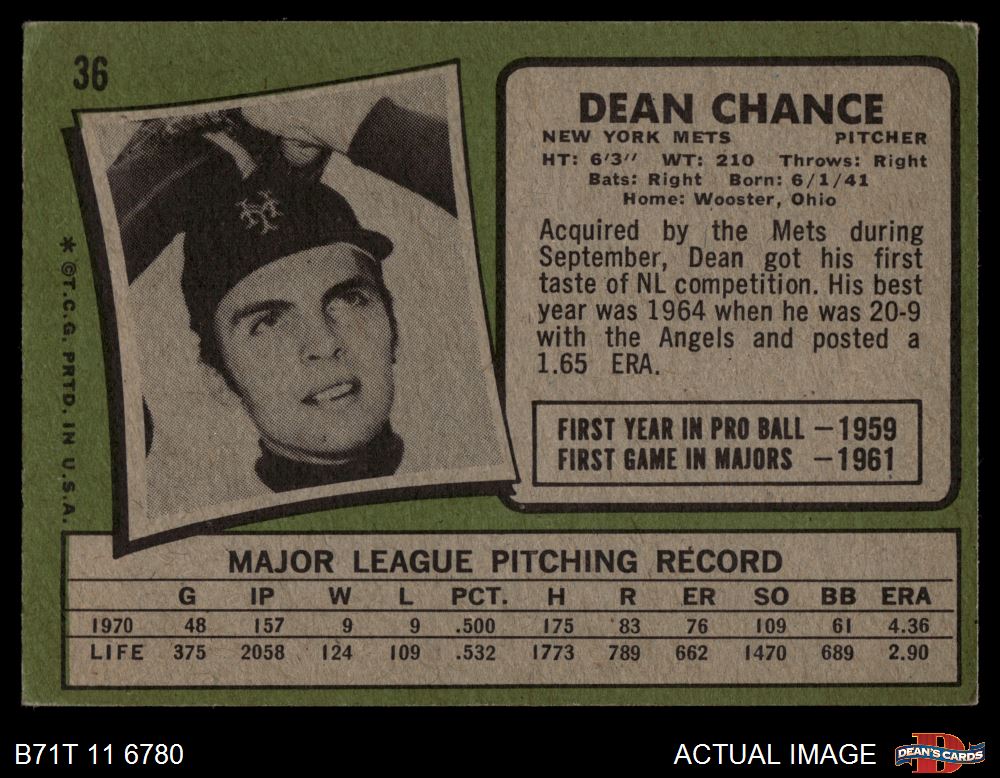 36
DEAN CHANCE
NEW YORK METS PITCHER
HT: 6'3" WT: 210 Throws: Right
Bats: Right Born: 6/1/41
Home: Wooster, Ohio
Acquired by the Mets during
September, Dean got his first
taste of NL competition. His best
year was 1964 when he was 20-9
with the Angels and posted a
1.65 ERA.
FIRST YEAR IN PRO BALL – 1959
FIRST GAME IN MAJORS – 1961
* © T.C.G. PRTD. IN U.S.A.
MAJOR LEAGUE PITCHING RECORD
G IP W L PCT. H R ER SO BB ERA
1970 48 157 9 9 .500 175 83 76 109 61 4.36
LIFE 375 2058 124 109 .532 1773 789 662 1470 689 2.90
B71T 11 6780
ACTUAL IMAGE
DEAN'S CARDS